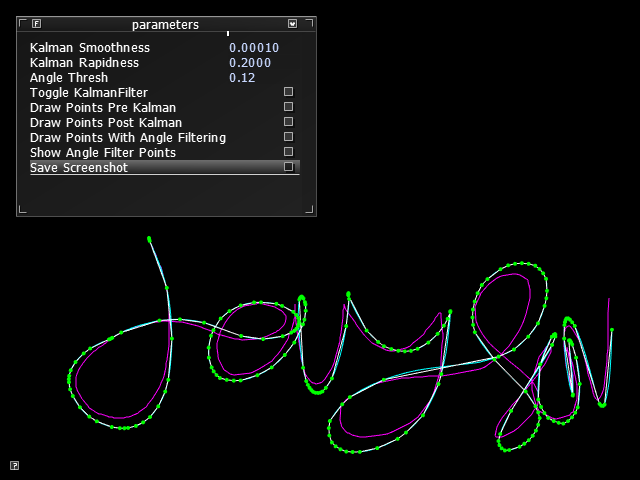 parameters
Kalman Smoothness 0.00010
Kalman Rapidness 0.2000
Angle Thresh 0.12
Toggle KalmanFilter
Draw Points Pre Kalman
Draw Points Post Kalman
Draw Points With Angle Filtering
Show Angle Filter Points
Save Screenshot
?